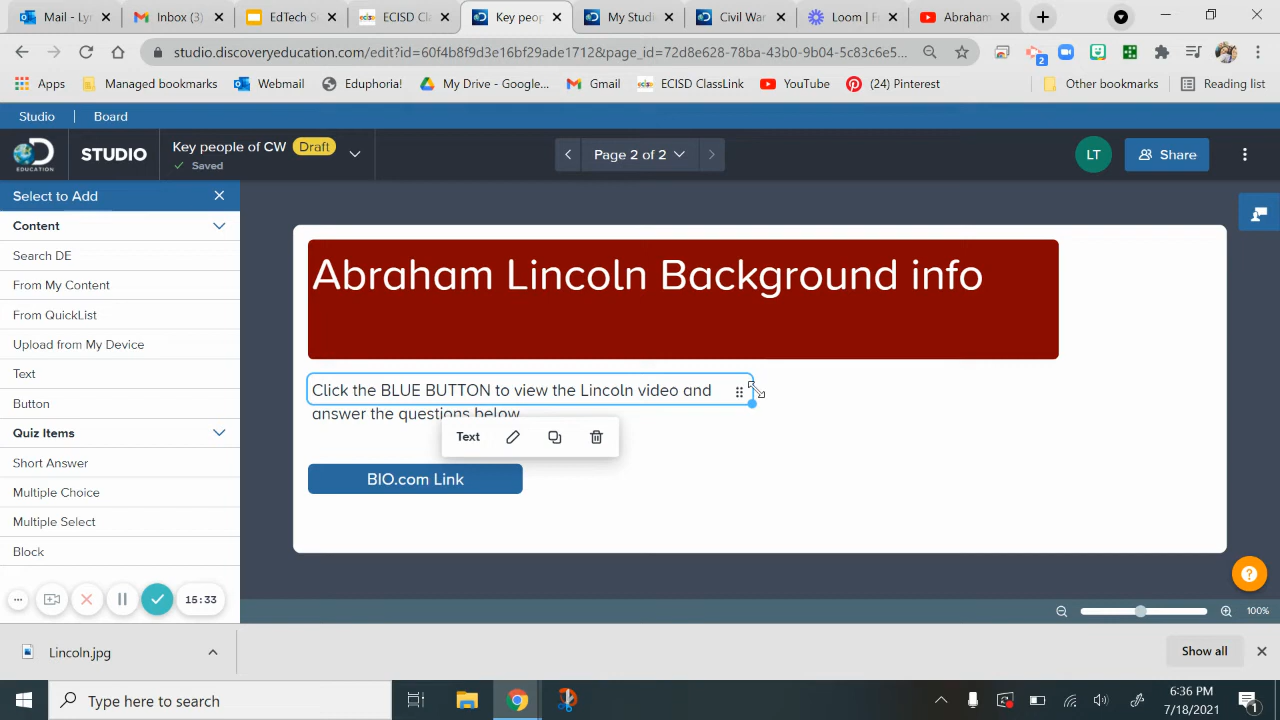 Mail - Lyn
Inbox (3)
EdTech S
ECISD Cl
Key peop
My Studi
Civil War
Loom | F
Abraham
studio.discoveryeducation.com/edit?id=60f4b8f9d3e16bf29ade1712&page_id=72d8e628-78ba-43b0-9b04-5c83c6e5...
2
Apps
Managed bookmarks
Webmail
Eduphoria!
My Drive - Google...
Gmail
ECISD ClassLink
YouTube
(24) Pinterest
Other bookmarks
Reading list
Studio
Board
EDUCATION
STUDIO
Key people of CW
Draft
Saved
Page 2 of 2
LT
Share
Select to Add
Content
Search DE
From My Content
From QuickList
Upload from My Device
Text
Button
Quiz Items
Short Answer
Multiple Choice
Multiple Select
Block
Abraham Lincoln Background info
Click the BLUE BUTTON to view the Lincoln video and
answer the questions below
Text
BIO.com Link
15:33
100%
Lincoln.jpg
Show all
Type here to search
6:36 PM
7/18/2021
1